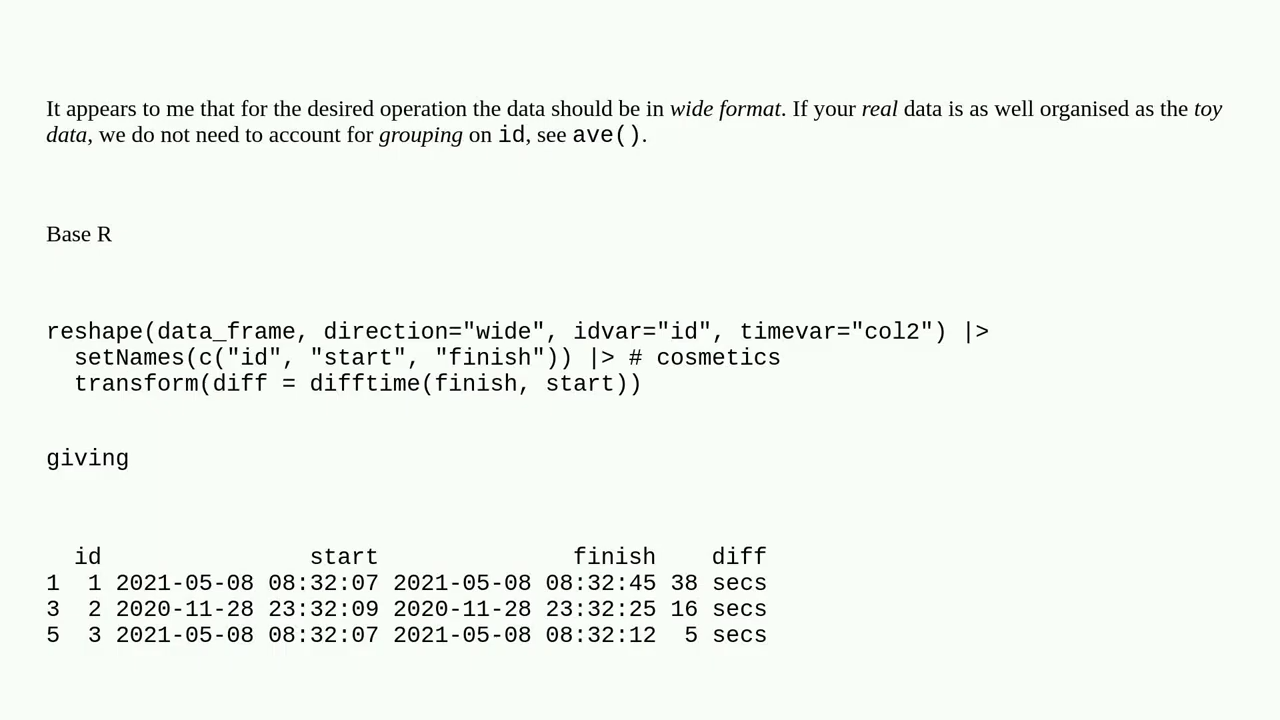 It appears to me that for the desired operation the data should be in wide format. If your real data is as well organised as the toy
data, we do not need to account for grouping on id, see ave().
Base R
reshape(data_frame, direction="wide", idvar="id", timevar="col2") |>
  setNames(c("id", "start", "finish")) |> # cosmetics
  transform(diff = difftime(finish, start))
giving
  id               start              finish    diff
1  1 2021-05-08 08:32:07 2021-05-08 08:32:45 38 secs
3  2 2020-11-28 23:32:09 2020-11-28 23:32:25 16 secs
5  3 2021-05-08 08:32:07 2021-05-08 08:32:12  5 secs